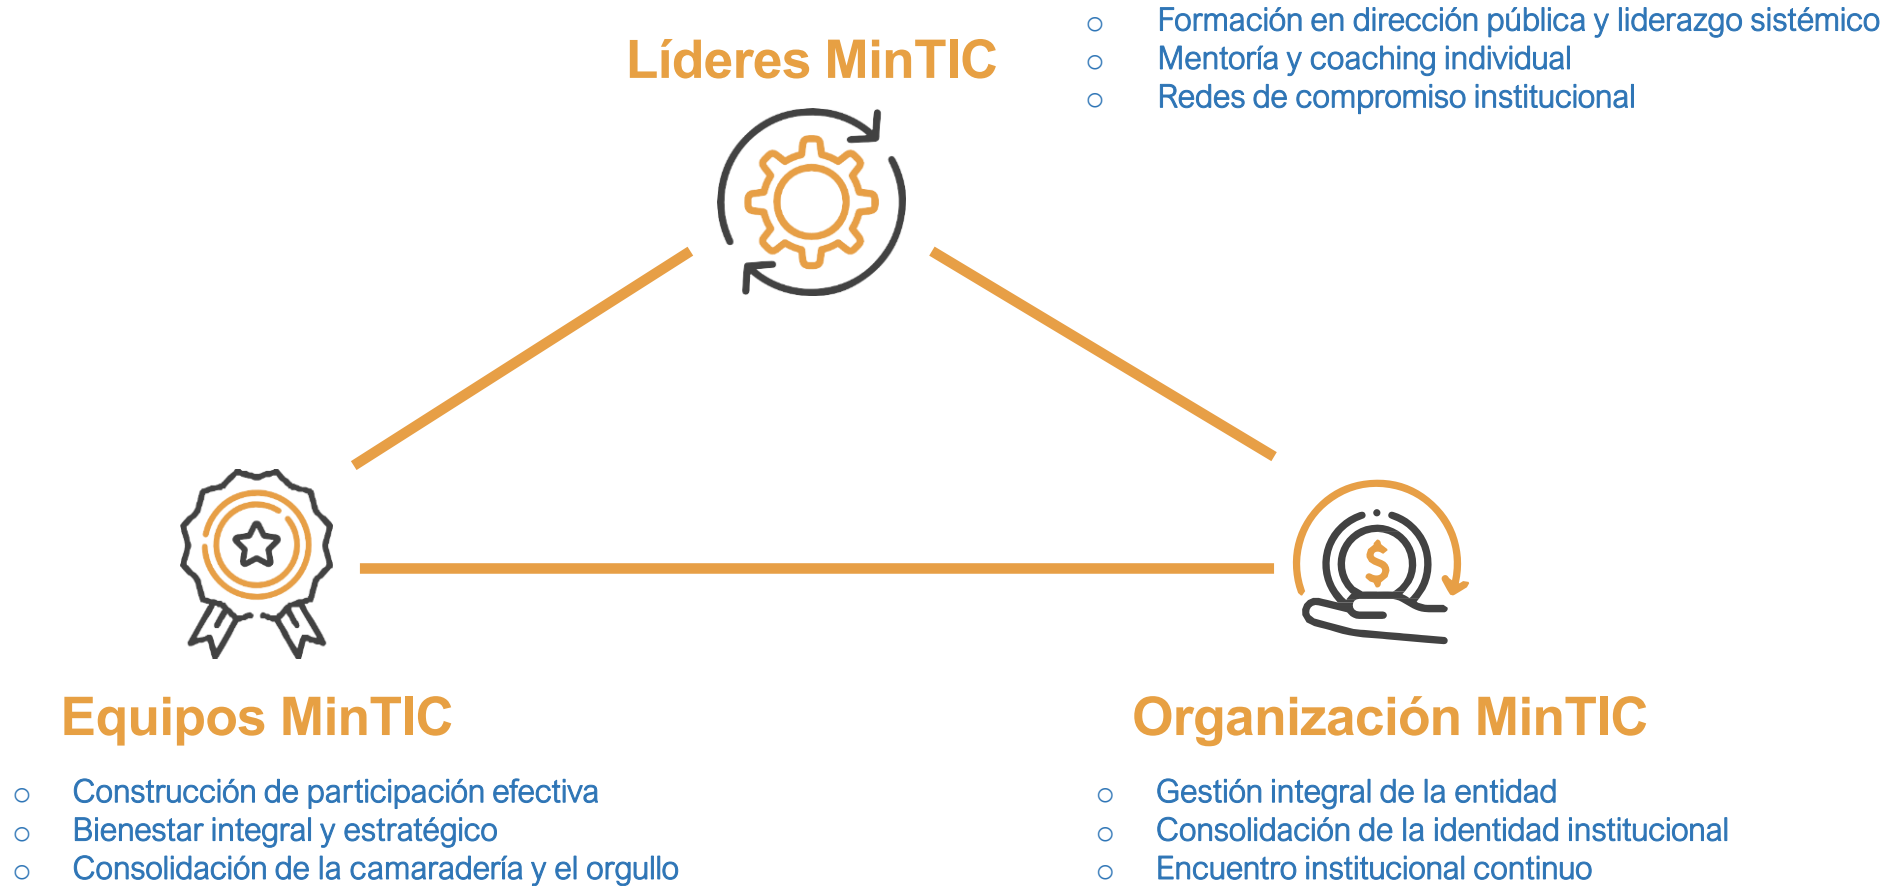 Líderes MinTIC
○ Formación en dirección pública y liderazgo sistémico
○ Mentoría y coaching individual
○ Redes de compromiso institucional
$
Equipos MinTIC
○ Construcción de participación efectiva
○ Bienestar integral y estratégico
○ Consolidación de la camaradería y el orgullo
Organización MinTIC
○ Gestión integral de la entidad
○ Consolidación de la identidad institucional
○ Encuentro institucional continuo